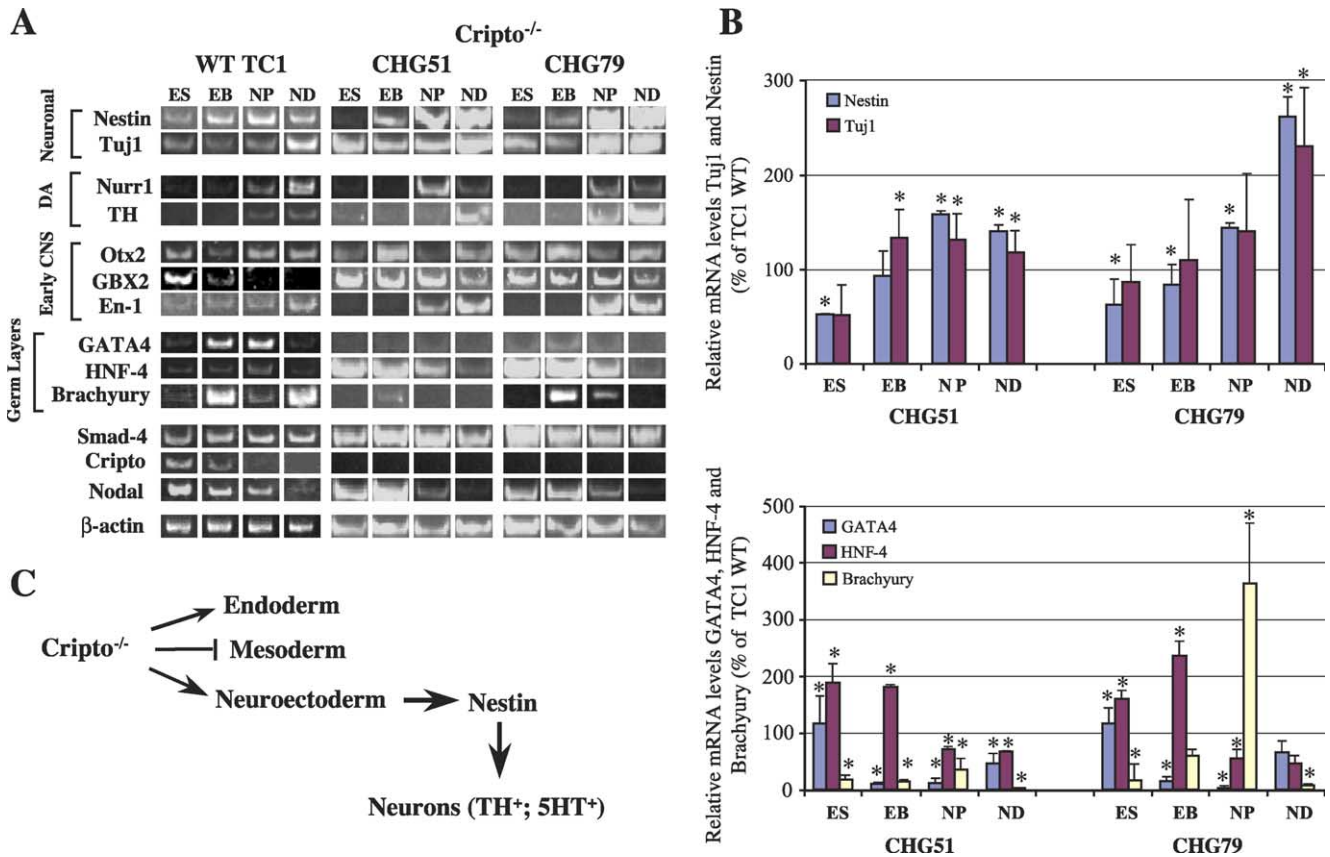 A
Cripto-/-
WT TC1 CHG51 CHG79
ES EB NP ND ES EB NP ND ES EB NP ND
Neuronal
Nestin
Tuj1
DA
Nurr1
TH
Early CNS
Otx2
GBX2
En-1
Germ Layers
GATA4
HNF-4
Brachyury
Smad-4
Cripto
Nodal
β-actin
B
Relative mRNA levels Tuj1 and Nestin
(% of TC1 WT)
300
200
100
0
Nestin
Tuj1
* * * * * * * * * * *
ES EB N P ND ES EB NP ND
CHG51 CHG79
Relative mRNA levels GATA4, HNF-4 and
Brachyury (% of TC1 WT)
500
400
300
200
100
0
GATA4
HNF-4
Brachyury
* * * * * * * * * * * * * * * * * * * * *
ES EB NP ND ES EB NP ND
CHG51 CHG79
C
Cripto-/-
Endoderm
Mesoderm
Neuroectoderm Nestin
Neurons (TH+; 5HT+)